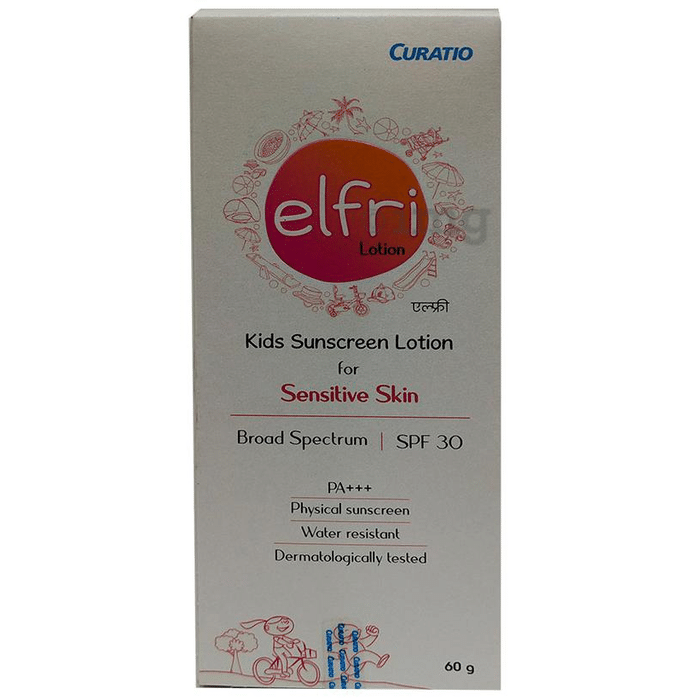 CURATIO
elfri
Lotion
एल्फ्री
Kids Sunscreen Lotion
for
Sensitive Skin
Broad Spectrum | SPF 30
PA+++
Physical sunscreen
Water resistant
Dermatologically tested
60 g